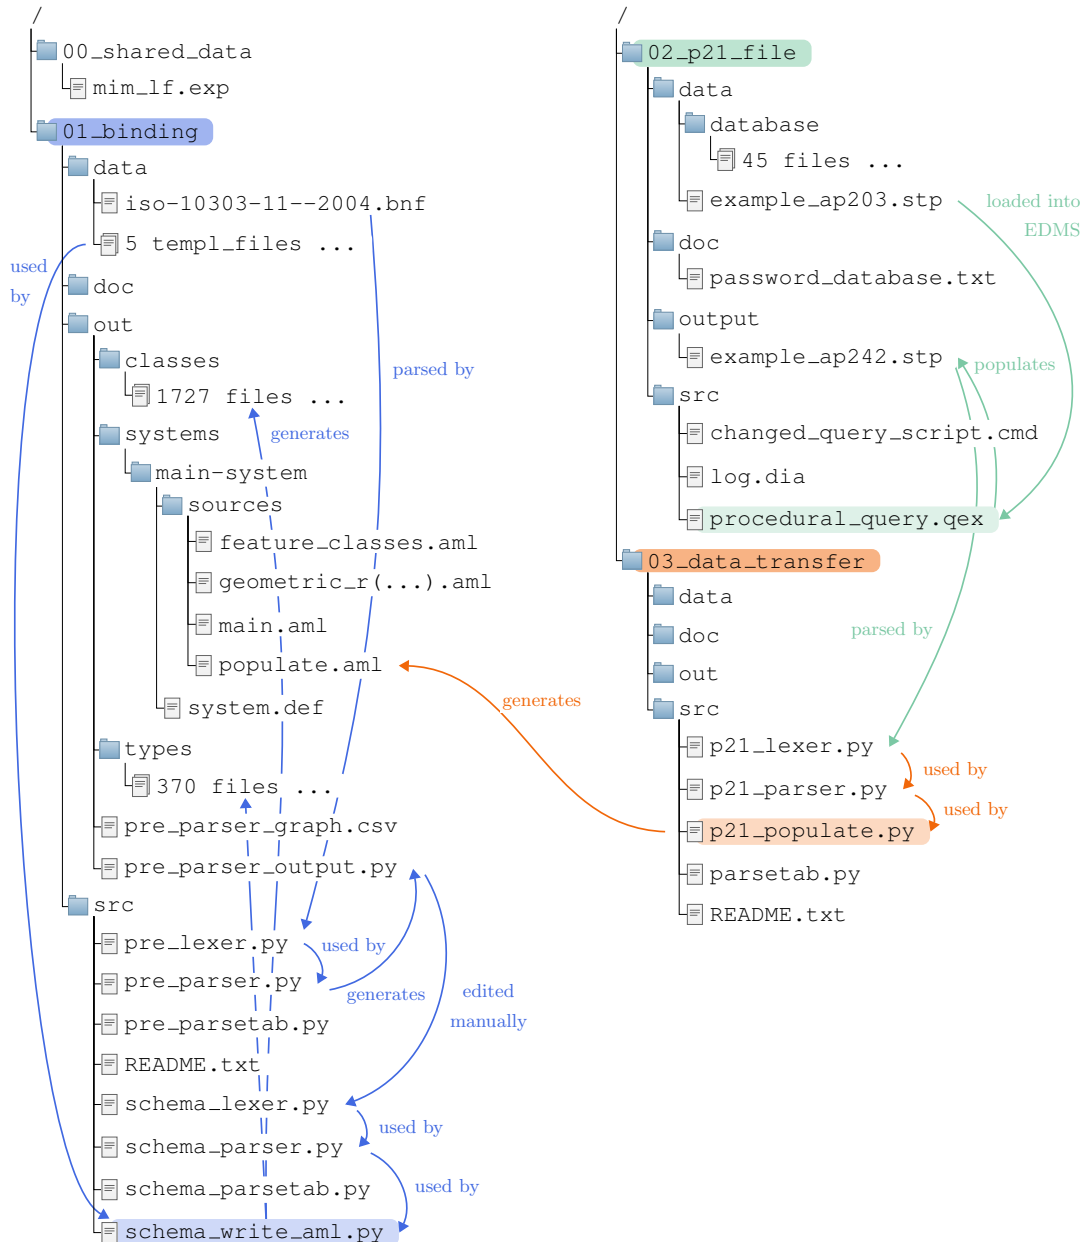 /
00_shared_data
mim_lf.exp
01_binding
data
iso-10303-11--2004.bnf
5 templ_files ...
used
by
doc
out
classes
parsed by
1727 files ...
generates
systems
main-system
sources
feature_classes.aml
geometric_r(...).aml
main.aml
populate.aml
system.def
types
370 files ...
pre_parser_graph.csv
pre_parser_output.py
src
pre_lexer.py
used by
pre_parser.py
generates
edited
manually
pre_parsetab.py
README.txt
schema_lexer.py
used by
schema_parser.py
used by
schema_parsetab.py
schema_write_aml.py
/
02_p21_file
data
database
45 files ...
example_ap203.stp
loaded into
EDMS
doc
password_database.txt
output
example_ap242.stp
populates
src
changed_query_script.cmd
log.dia
procedural_query.qex
03_data_transfer
data
doc
parsed by
out
generates
src
p21_lexer.py
used by
p21_parser.py
used by
p21_populate.py
parsetab.py
README.txt